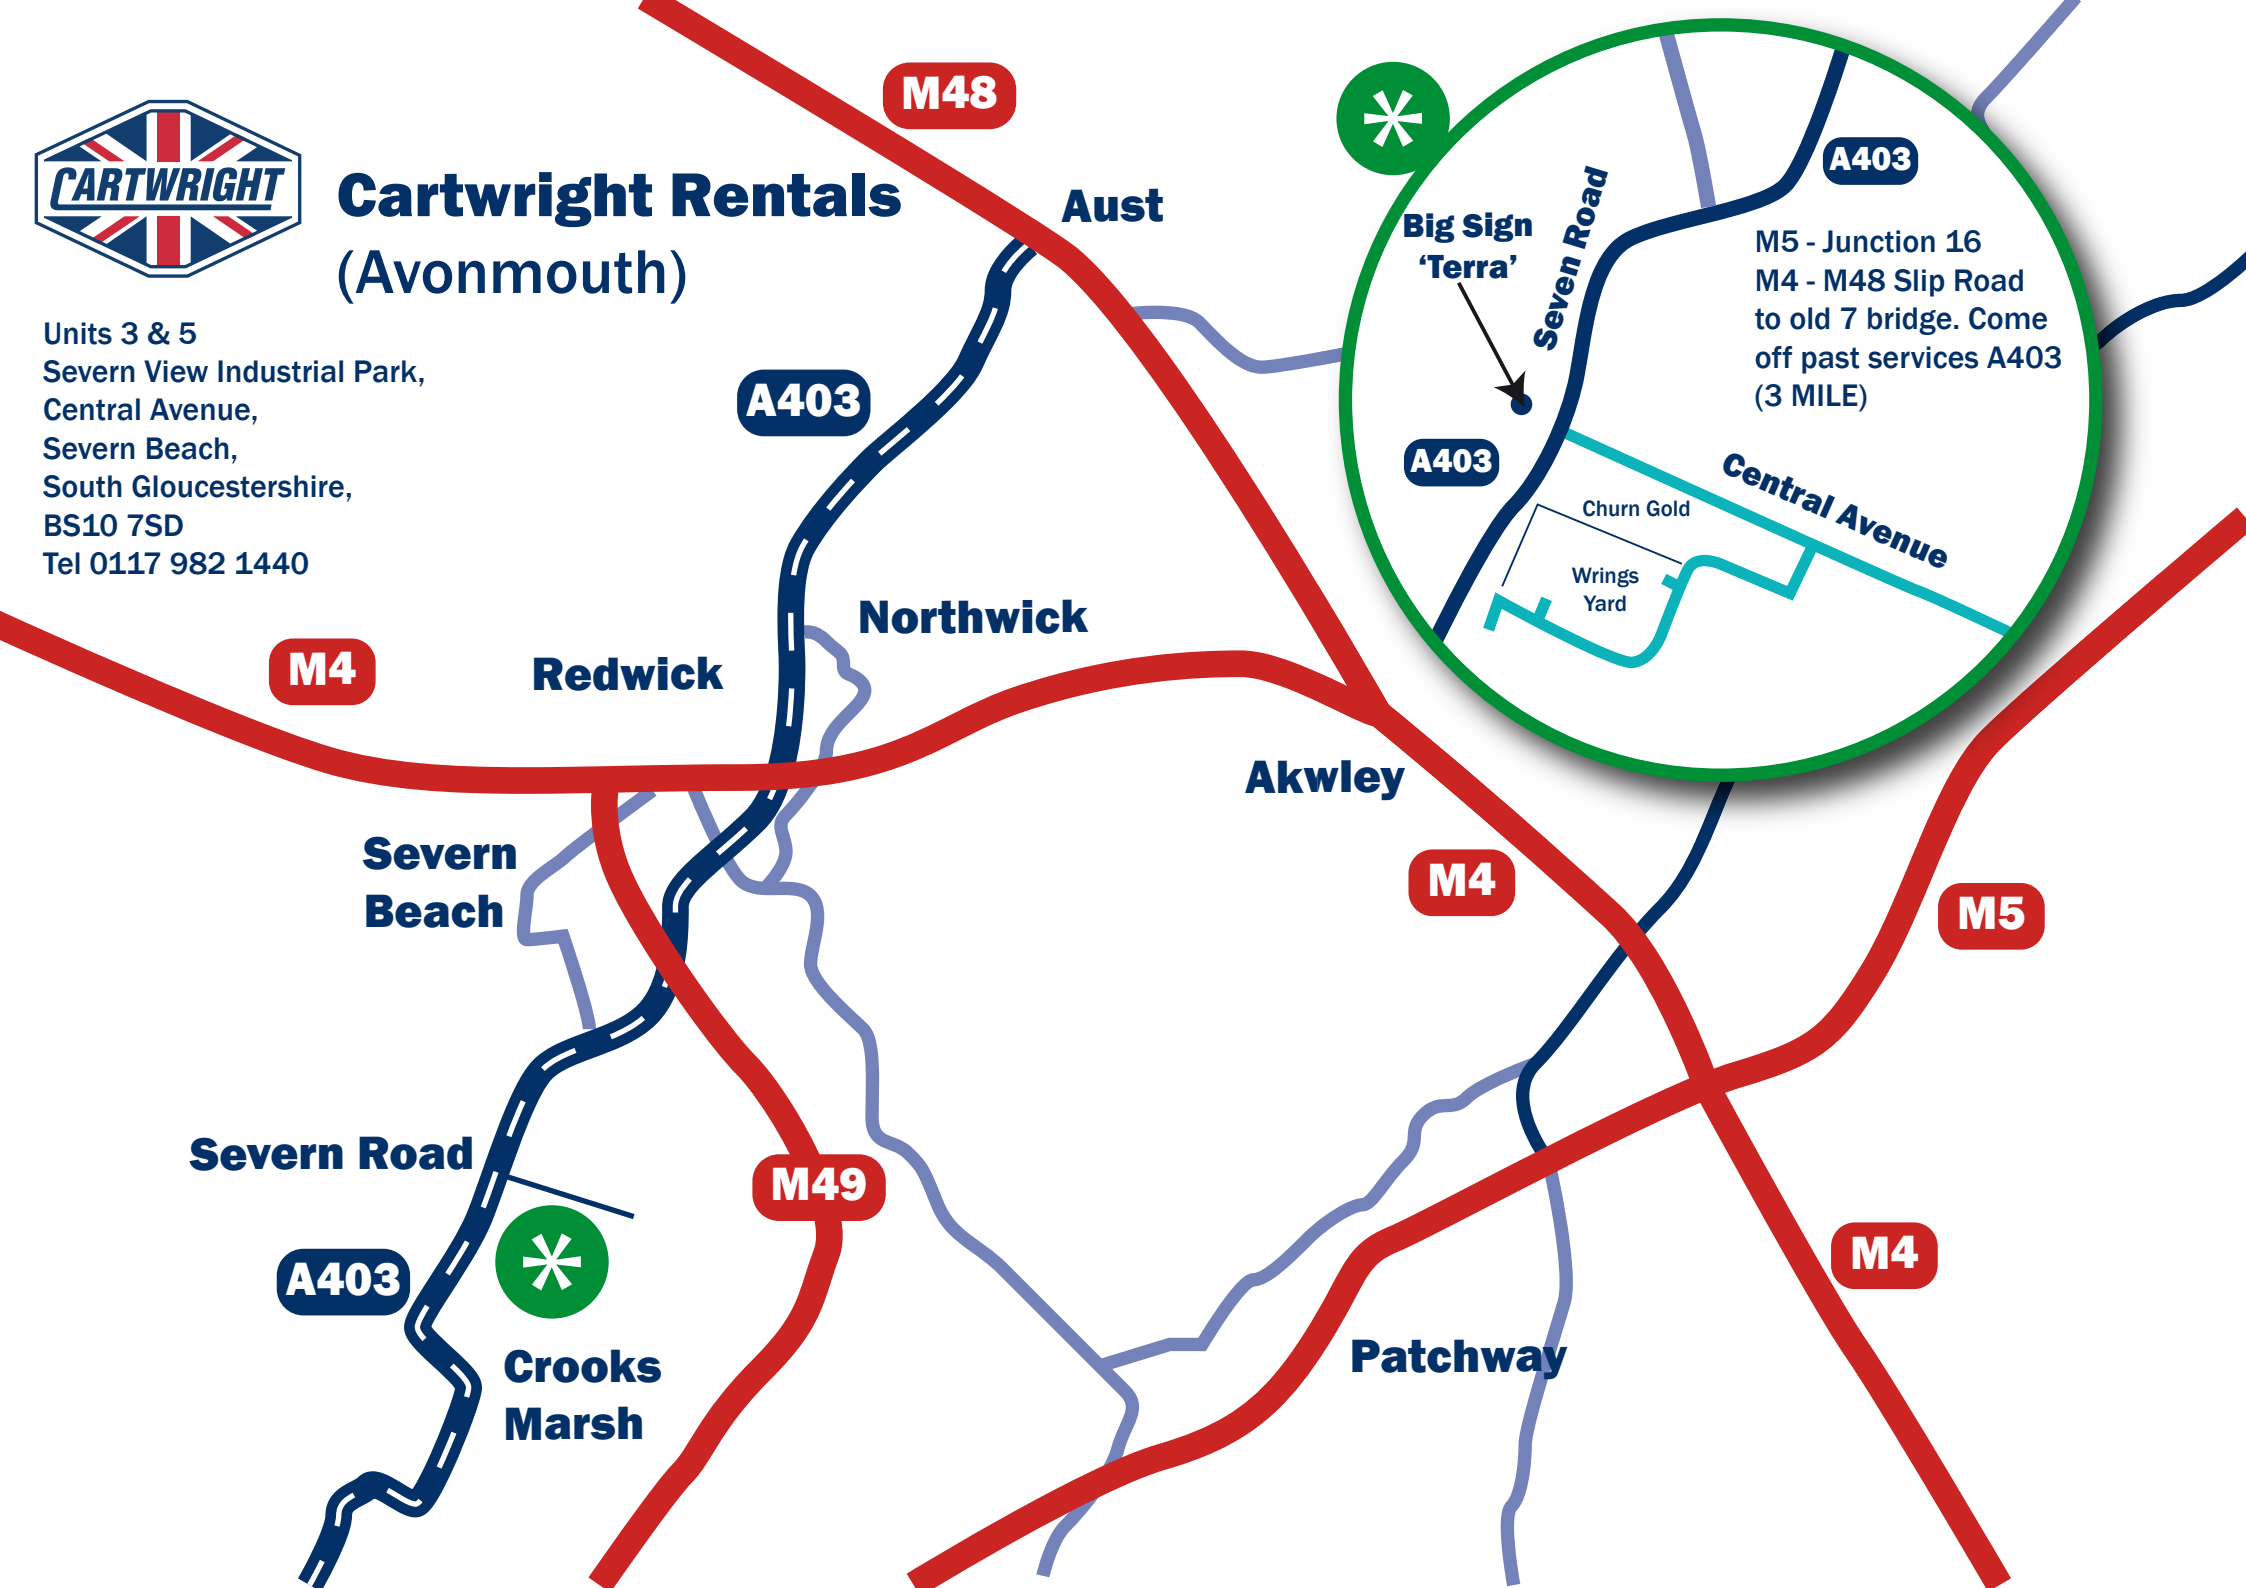 CARTWRIGHT
Cartwright Rentals
(Avonmouth)
Units 3 & 5
Severn View Industrial Park,
Central Avenue,
Severn Beach,
South Gloucestershire,
BS10 7SD
Tel 0117 982 1440
M48
Aust
A403
Northwick
Redwick
M4
Akwley
Severn
Beach
M4
M5
Severn Road
M49
A403
M4
Crooks
Marsh
Patchway
*
*
A403
Seven Road
Big Sign
‘Terra’
M5 - Junction 16
M4 - M48 Slip Road
to old 7 bridge. Come
off past services A403
(3 MILE)
A403
Central Avenue
Churn Gold
Wrings
Yard